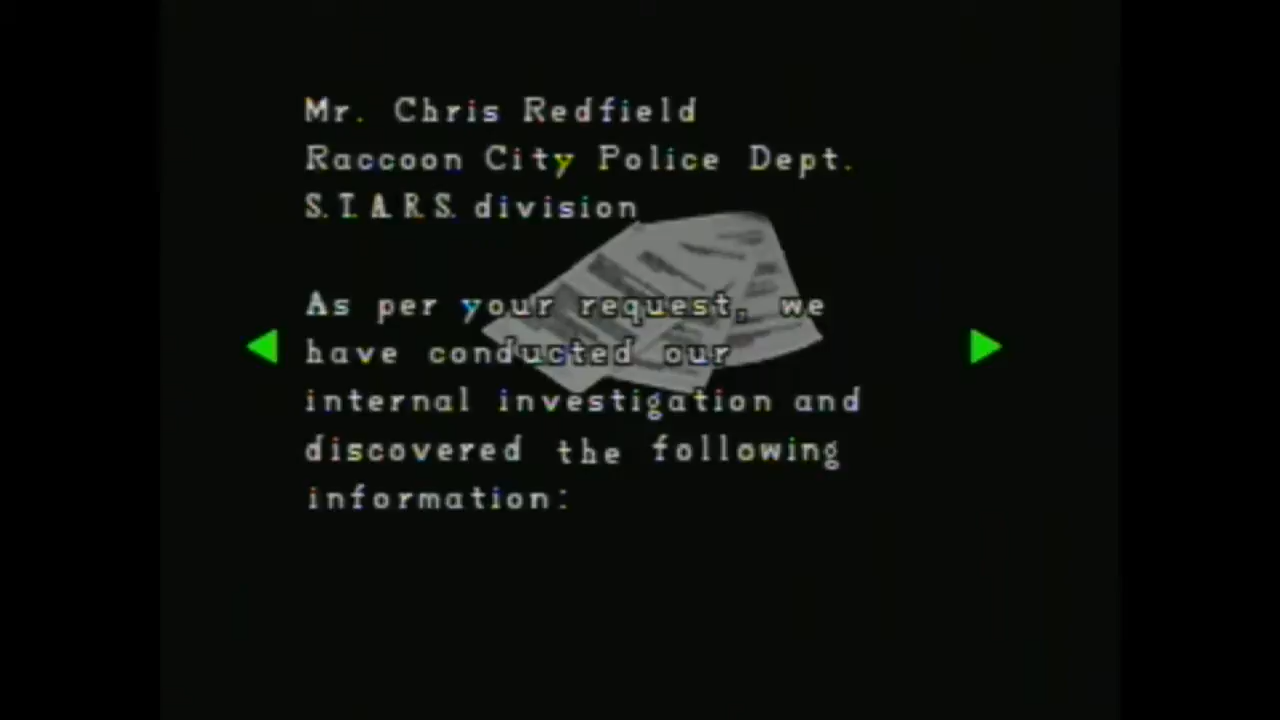 Mr. Chris Redfield
Raccoon City Police Dept.
S.T.A.R.S. division
As per your request, we
have conducted our
internal investigation and
discovered the following
information: